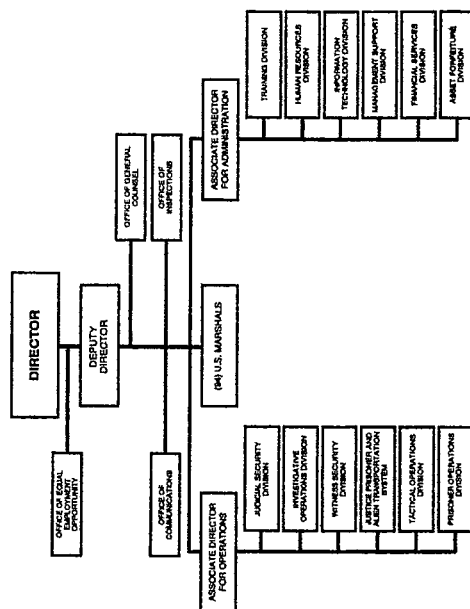 DIRECTOR
OFFICE OF EQUAL
EMPLOYMENT
OPPORTUNITY
DEPUTY
DIRECTOR
OFFICE OF GENERAL
COUNSEL
OFFICE OF
COMMUNICATIONS
OFFICE OF
INSPECTIONS
ASSOCIATE DIRECTOR
FOR OPERATIONS
(94) U.S. MARSHALS
ASSOCIATE DIRECTOR
FOR ADMINISTRATION
JUDICIAL SECURITY
DIVISION
INVESTIGATIVE
OPERATIONS DIVISION
WITNESS SECURITY
DIVISION
JUSTICE PRISONER AND
ALIEN TRANSPORTATION
SYSTEM
TACTICAL OPERATIONS
DIVISION
PRISONER OPERATIONS
DIVISION
TRAINING DIVISION
HUMAN RESOURCES
DIVISION
INFORMATION
TECHNOLOGY DIVISION
MANAGEMENT SUPPORT
DIVISION
FINANCIAL SERVICES
DIVISION
ASSET FORFEITURE
DIVISION